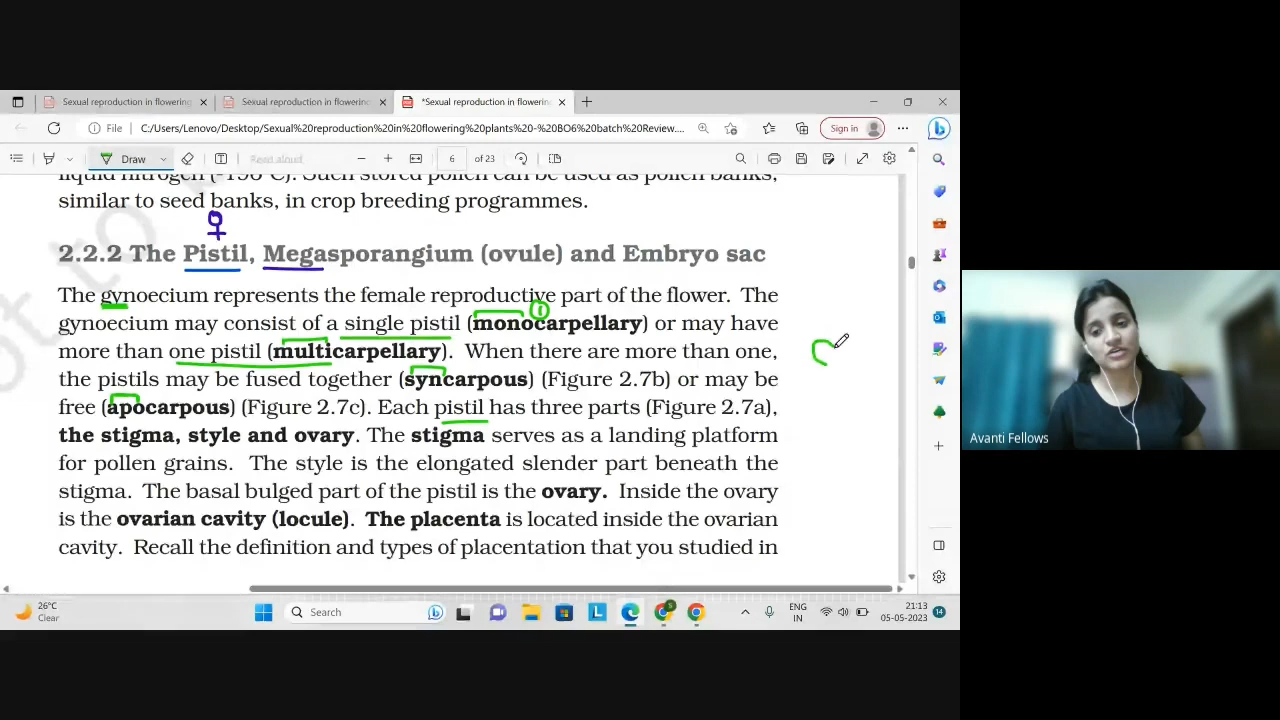 Sexual reproduction in flowering
Sexual reproduction in flowerin
*Sexual reproduction in flowerin
File C:/Users/Lenovo/Desktop/Sexual%20reproduction%20in%20flowering%20plants%20-%20BO6%20batch%20Review....
Sign in
Draw
Read aloud
6 of 23
liquid nitrogen (-196°C). Such stored pollen can be used as pollen banks,
similar to seed banks, in crop breeding programmes.
♀
2.2.2 The Pistil, Megasporangium (ovule) and Embryo sac
The gynoecium represents the female reproductive part of the flower. The
1
gynoecium may consist of a single pistil (monocarpellary) or may have
more than one pistil (multicarpellary). When there are more than one,
the pistils may be fused together (syncarpous) (Figure 2.7b) or may be
free (apocarpous) (Figure 2.7c). Each pistil has three parts (Figure 2.7a),
the stigma, style and ovary. The stigma serves as a landing platform
for pollen grains. The style is the elongated slender part beneath the
stigma. The basal bulged part of the pistil is the ovary. Inside the ovary
is the ovarian cavity (locule). The placenta is located inside the ovarian
cavity. Recall the definition and types of placentation that you studied in
not to
Avanti Fellows
26°C
Clear
Search
L
ENG
IN
21:13
05-05-2023
14